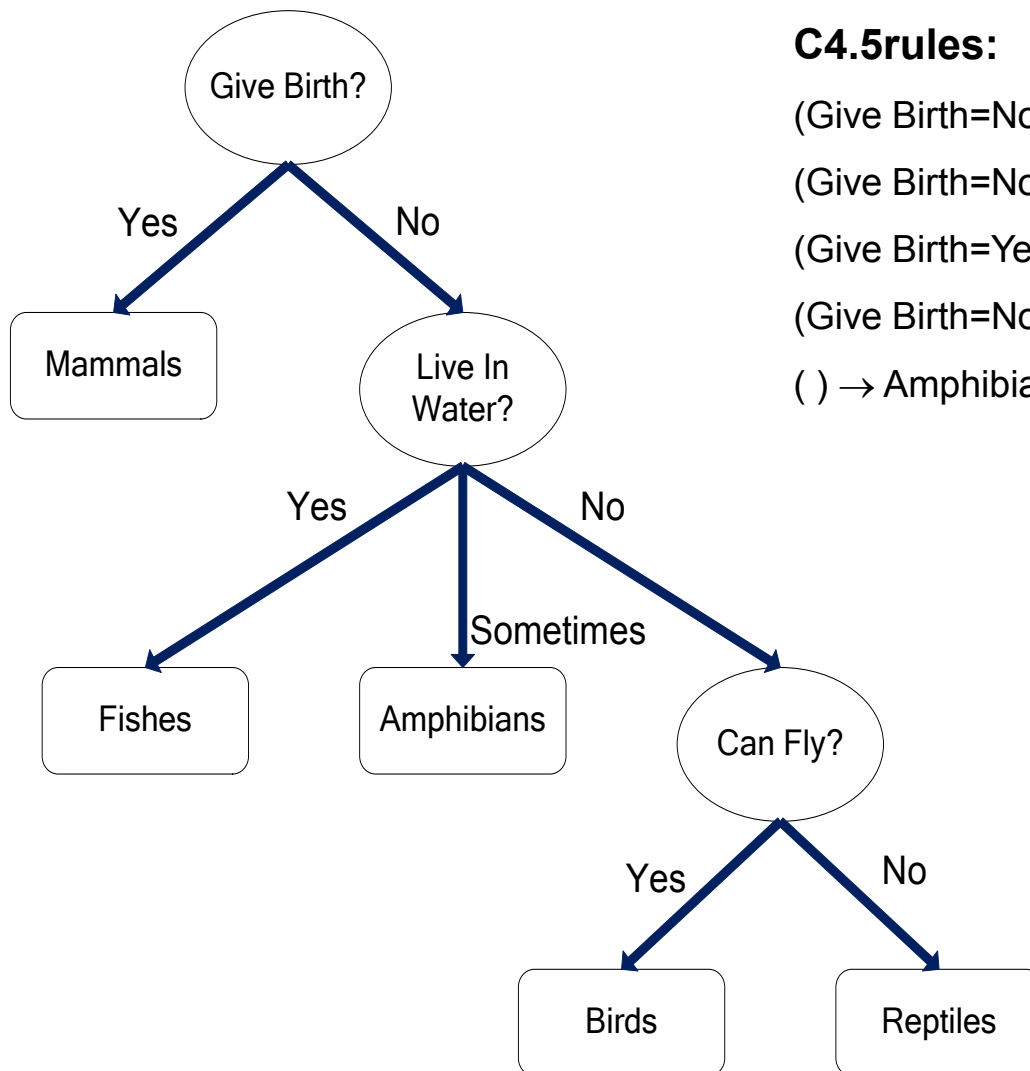 C4.5rules:
(Give Birth=No
(Give Birth=No
(Give Birth=Ye
(Give Birth=No
( ) → Amphibia
Give Birth?
Yes
No
Mammals
Live In
Water?
Yes
No
Sometimes
Fishes
Amphibians
Can Fly?
Yes
No
Birds
Reptiles